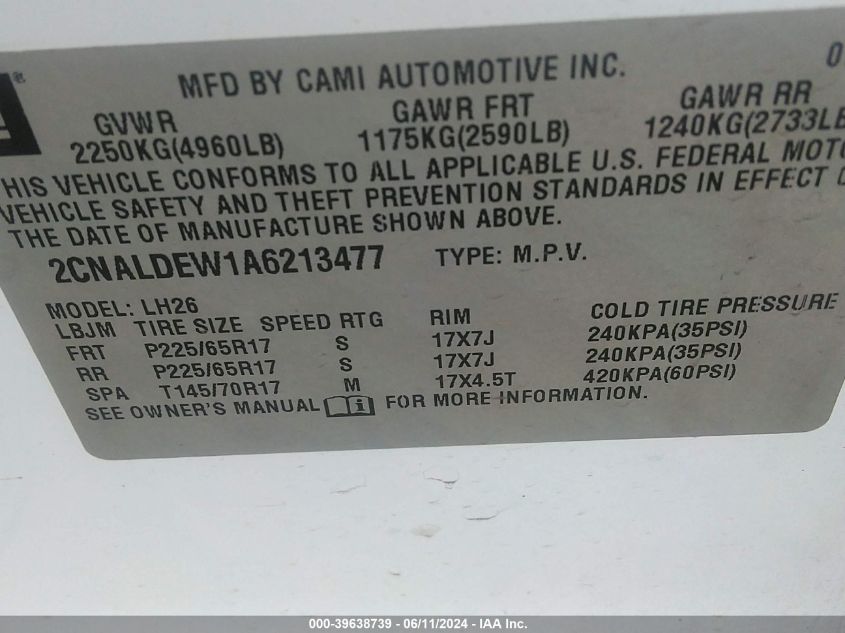 ®
MFD BY CAMI AUTOMOTIVE INC. 0
GVWR GAWR FRT GAWR RR
2250KG(4960LB) 1175KG(2590LB) 1240KG(2733LB
HIS VEHICLE CONFORMS TO ALL APPLICABLE U.S. FEDERAL MOTO
VEHICLE SAFETY AND THEFT PREVENTION STANDARDS IN EFFECT O
THE DATE OF MANUFACTURE SHOWN ABOVE.
2CNALDEW1A6213477 TYPE: M.P.V.
MODEL: LH26
LBJM TIRE SIZE SPEED RTG RIM COLD TIRE PRESSURE
FRT P225/65R17 S 17X7J 240KPA(35PSI)
RR P225/65R17 S 17X7J 240KPA(35PSI)
SPA T145/70R17 M 17X4.5T 420KPA(60PSI)
SEE OWNER'S MANUAL FOR MORE INFORMATION.
000-39638739 - 06/11/2024 - IAA Inc.